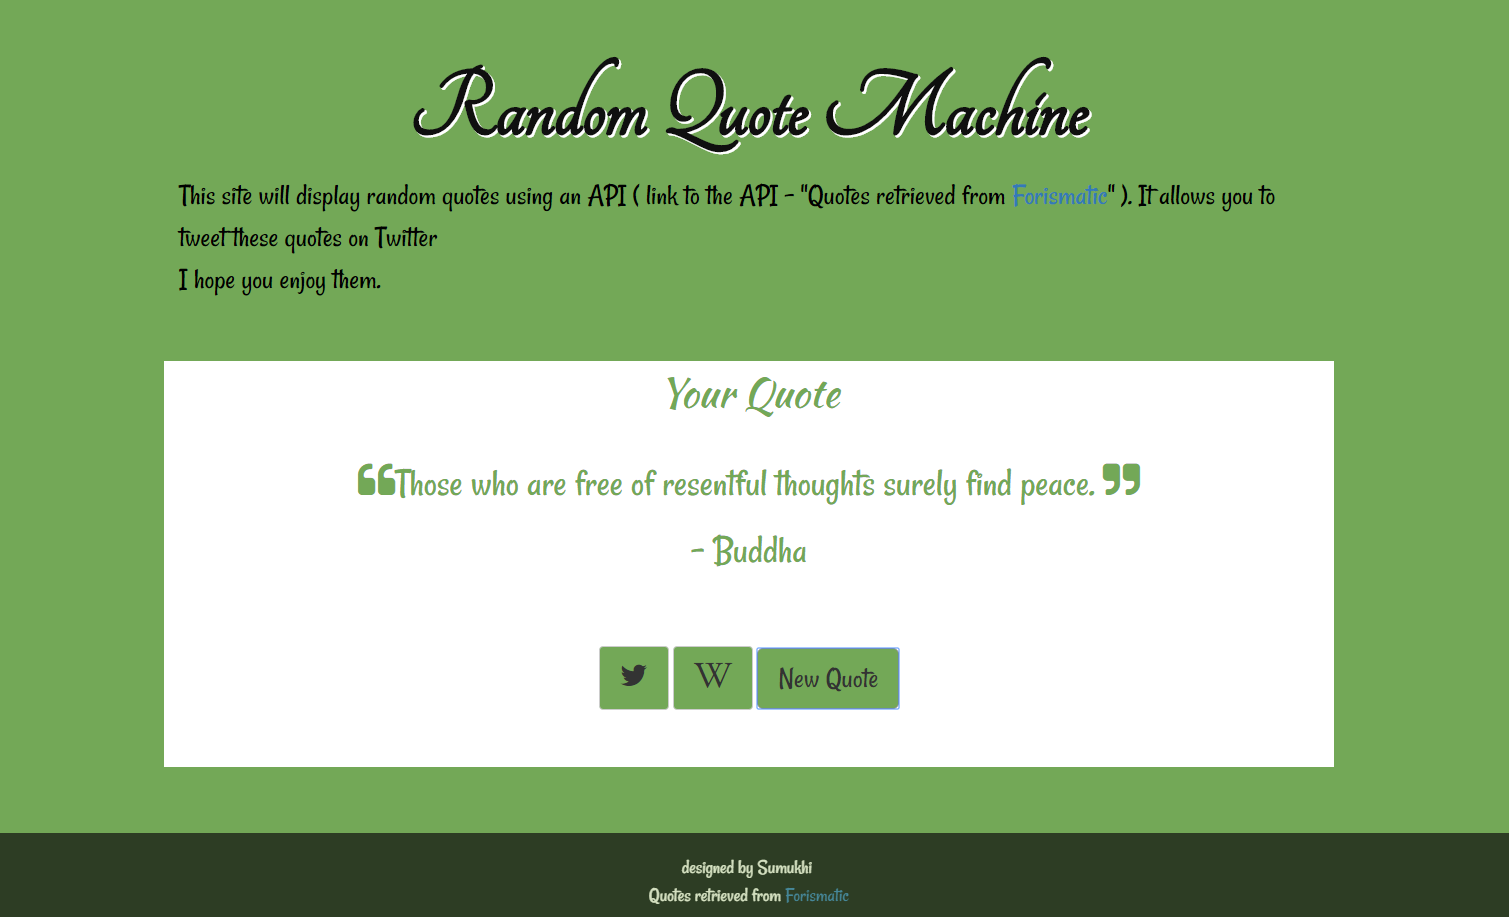 Random Quote Machine
This site will display random quotes using an API ( link to the API - "Quotes retrieved from Forismatic" ). It allows you to
tweet these quotes on Twitter
I hope you enjoy them.
Your Quote
❝Those who are free of resentful thoughts surely find peace. ❞
- Buddha
W New Quote
designed by Sumukhi
Quotes retrieved from Forismatic